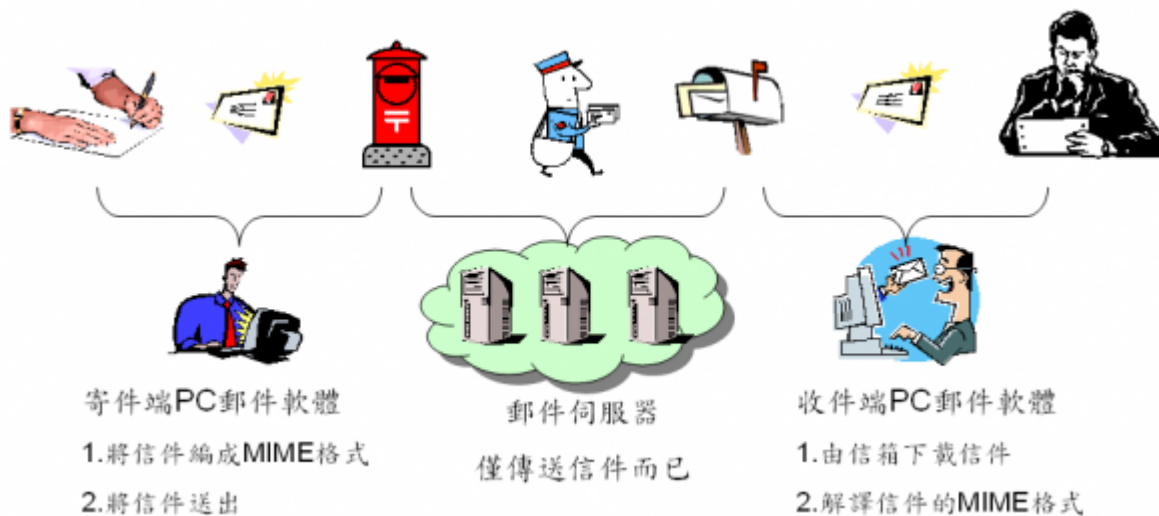 寄件端PC郵件軟體
1.將信件編成MIME格式
2.將信件送出
郵件伺服器
僅傳送信件而已
收件端PC郵件軟體
1.由信箱下載信件
2.解譯信件的MIME格式